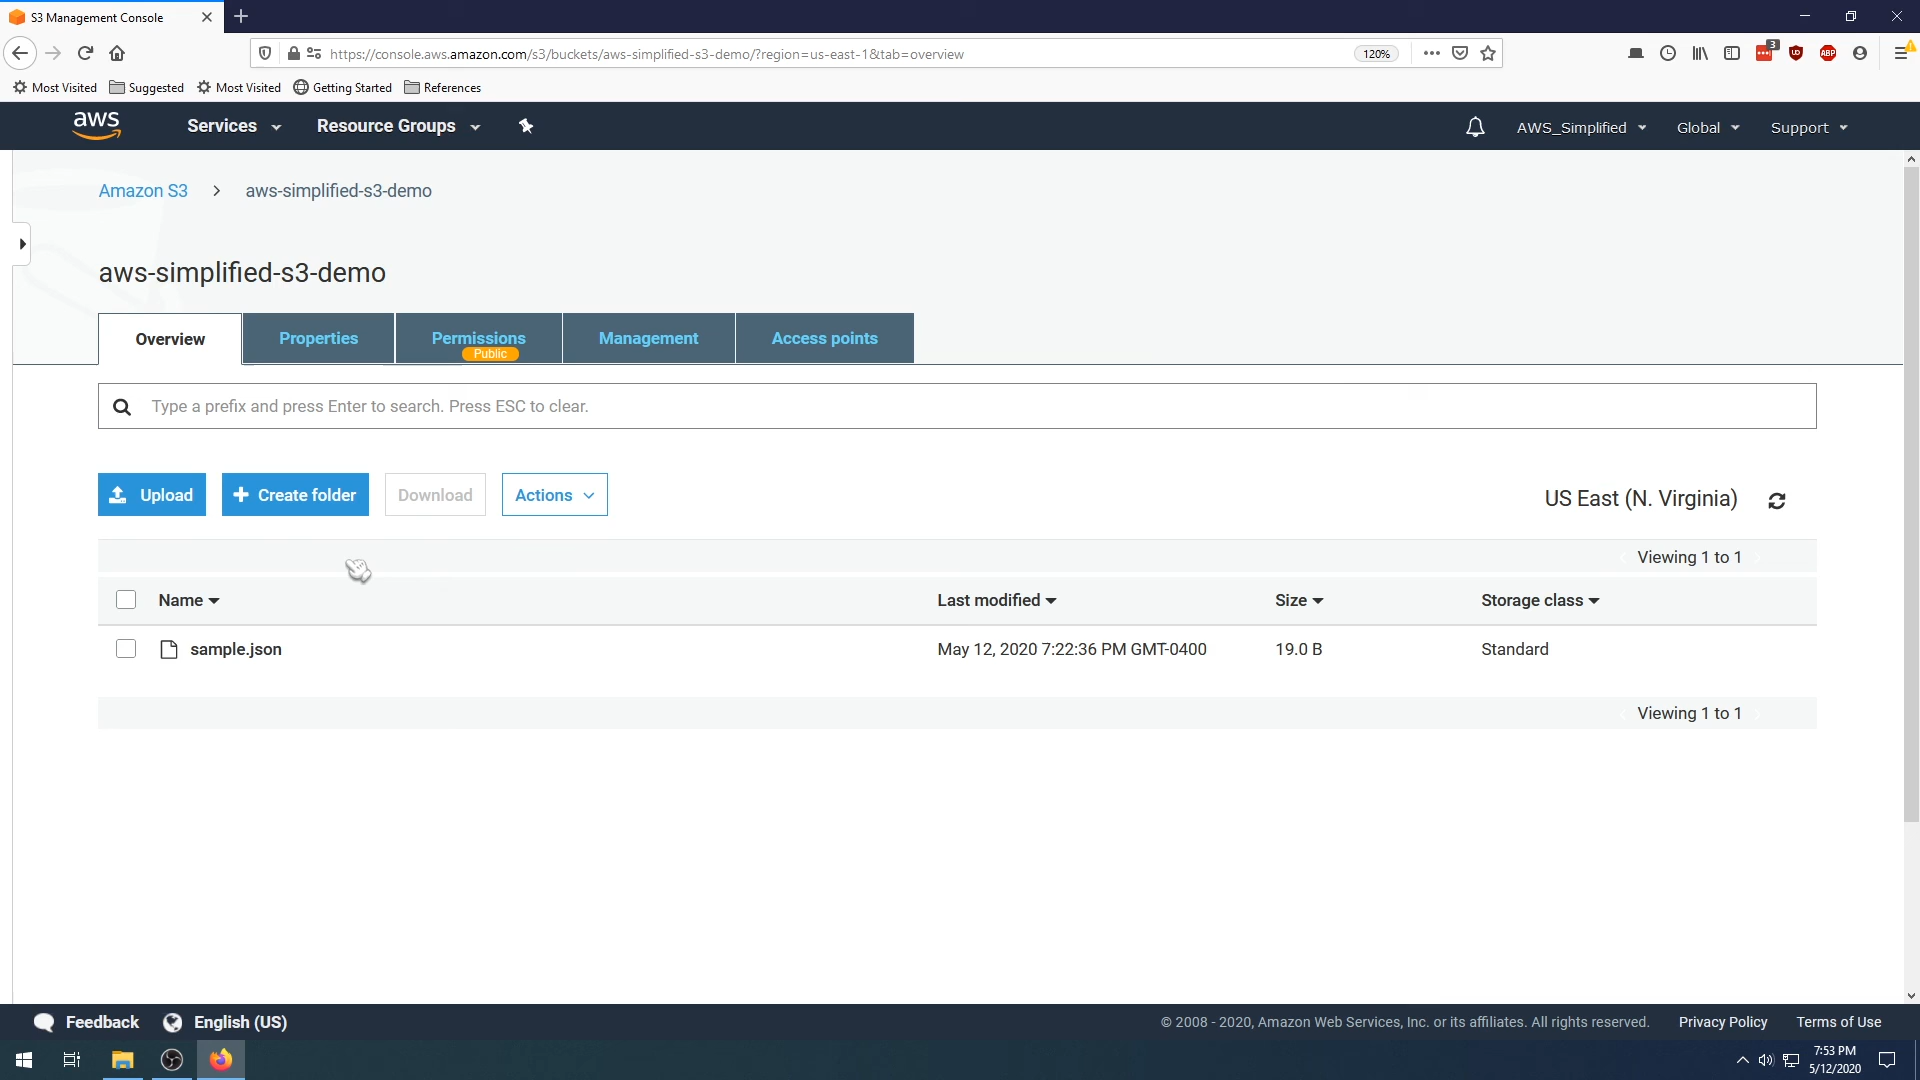 S3 Management Console
https://console.aws.amazon.com/s3/buckets/aws-simplified-s3-demo/?region=us-east-1&tab=overview
120%
3
UD
ABP
Most Visited
Suggested
Most Visited
Getting Started
References
aws
Services
Resource Groups
AWS_Simplified
Global
Support
Amazon S3
aws-simplified-s3-demo
aws-simplified-s3-demo
Overview
Properties
Permissions
Public
Management
Access points
Type a prefix and press Enter to search. Press ESC to clear.
Upload
Create folder
Download
Actions
US East (N. Virginia)
Viewing 1 to 1
Name
Last modified
Size
Storage class
sample.json
May 12, 2020 7:22:36 PM GMT-0400
19.0 B
Standard
Viewing 1 to 1
Feedback
English (US)
© 2008 - 2020, Amazon Web Services, Inc. or its affiliates. All rights reserved.
Privacy Policy
Terms of Use
7:53 PM
5/12/2020